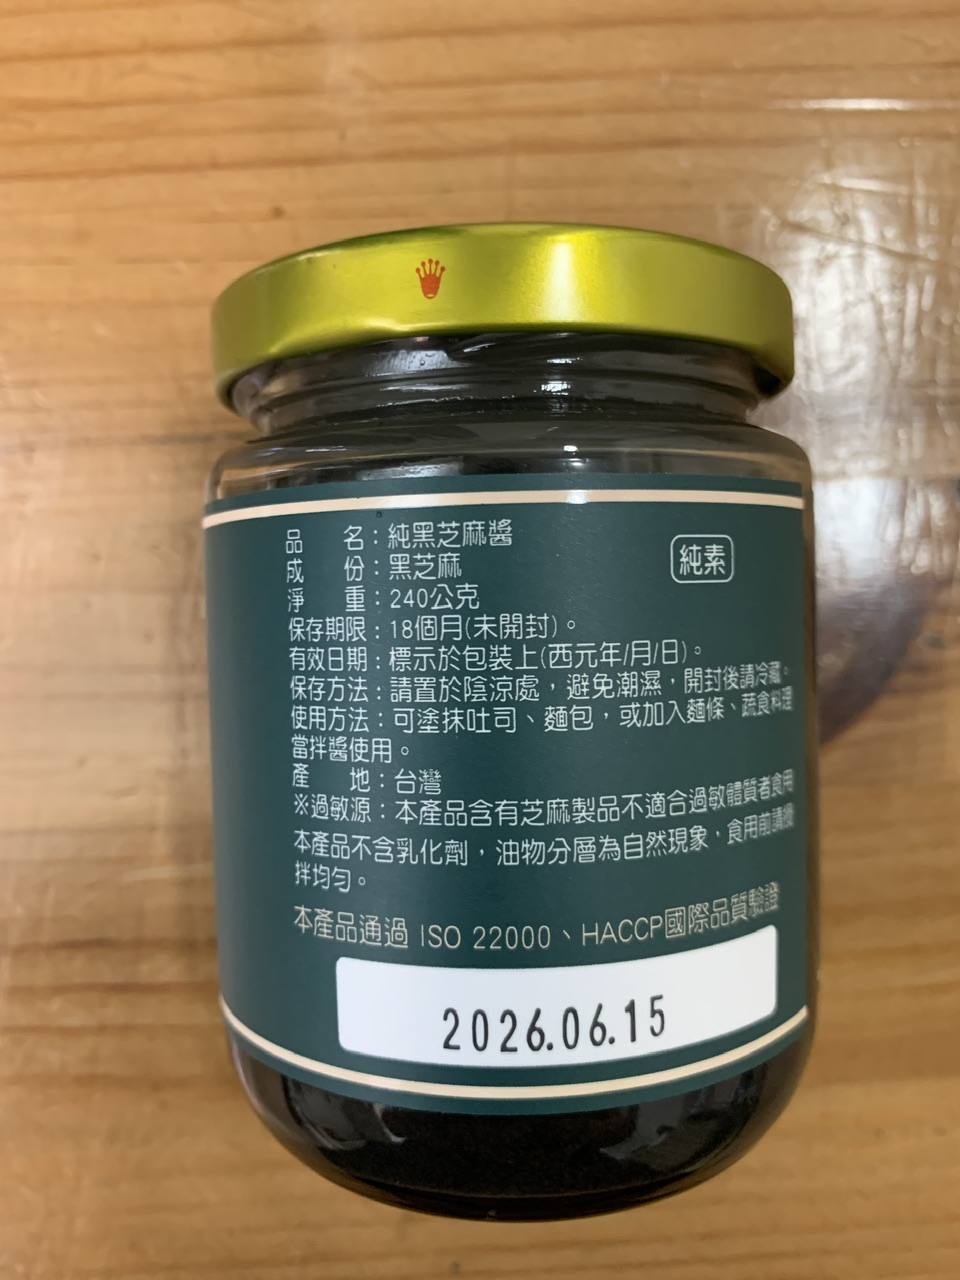 品　　名：純黑芝麻醬
純素
成　　份：黑芝麻
淨　　重：240公克
保存期限：18個月(未開封)。
有效日期：標示於包裝上(西元年/月/日)。
保存方法：請置於陰涼處，避免潮濕，開封後請冷藏。
使用方法：可塗抹吐司、麵包，或加入麵條、蔬食料理
當拌醬使用。
產　　地：台灣
※過敏源：本產品含有芝麻製品不適合過敏體質者食用
本產品不含乳化劑，油物分層為自然現象，食用前請攪
拌均勻。
本產品通過 ISO 22000、HACCP國際品質驗證
2026.06.15